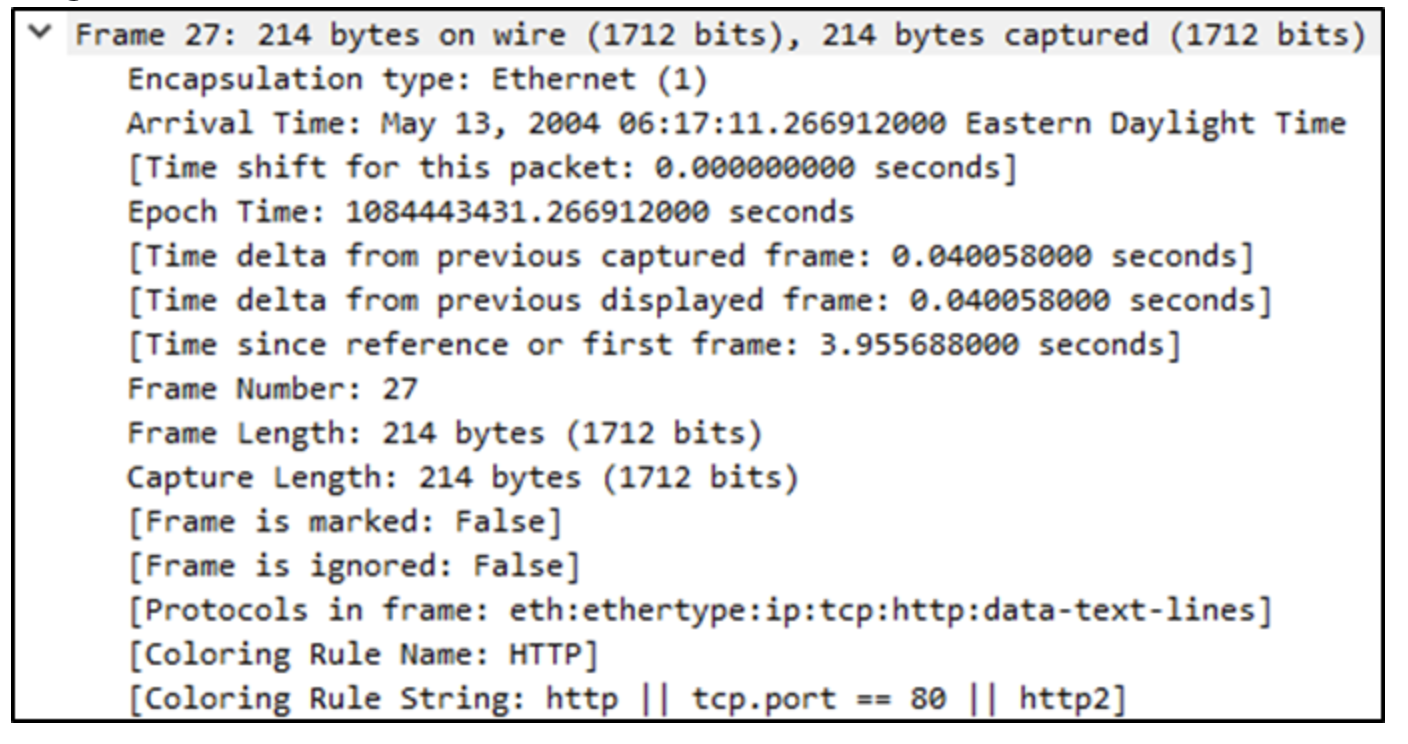 Frame 27: 214 bytes on wire (1712 bits), 214 bytes captured (1712 bits)
Encapsulation type: Ethernet (1)
Arrival Time: May 13, 2004 06:17:11.266912000 Eastern Daylight Time
[Time shift for this packet: 0.000000000 seconds]
Epoch Time: 1084443431.266912000 seconds
[Time delta from previous captured frame: 0.040058000 seconds]
[Time delta from previous displayed frame: 0.040058000 seconds]
[Time since reference or first frame: 3.955688000 seconds]
Frame Number: 27
Frame Length: 214 bytes (1712 bits)
Capture Length: 214 bytes (1712 bits)
[Frame is marked: False]
[Frame is ignored: False]
[Protocols in frame: eth:ethertype:ip:tcp:http:data-text-lines]
[Coloring Rule Name: HTTP]
[Coloring Rule String: http || tcp.port == 80 || http2]